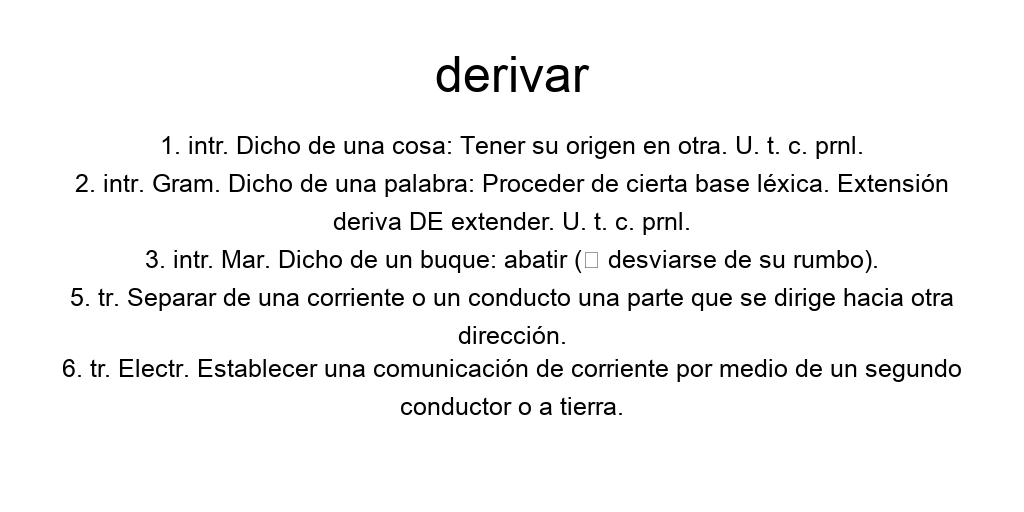 derivar
1. intr. Dicho de una cosa: Tener su origen en otra. U. t. c. prnl.
2. intr. Gram. Dicho de una palabra: Proceder de cierta base léxica. Extensión
deriva DE extender. U. t. c. prnl.
3. intr. Mar. Dicho de un buque: abatir (□ desviarse de su rumbo).
5. tr. Separar de una corriente o un conducto una parte que se dirige hacia otra
dirección.
6. tr. Electr. Establecer una comunicación de corriente por medio de un segundo
conductor o a tierra.